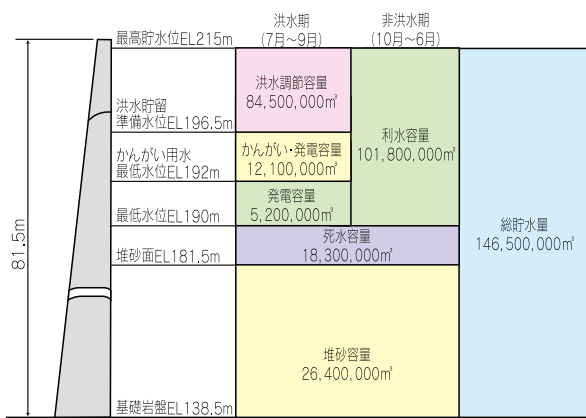 洪水期
(7月～9月)
非洪水期
(10月～6月)
最高貯水位EL215m
洪水調節容量
84,500,000㎥
洪水貯留
準備水位EL196.5m
利水容量
101,800,000㎥
かんがい用水
最低水位EL192m
かんがい・発電容量
12,100,000㎥
最低水位EL190m
発電容量
5,200,000㎥
総貯水量
146,500,000㎥
81.5m
堆砂面EL181.5m
死水容量
18,300,000㎥
堆砂容量
26,400,000㎥
基礎岩盤EL138.5m